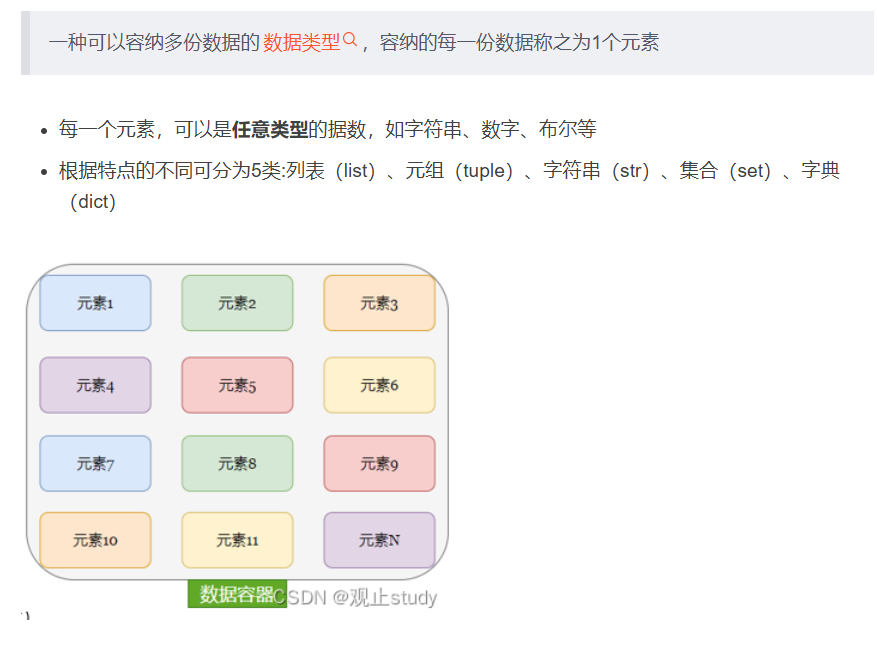 一种可以容纳多份数据的数据类型，容纳的每一份数据称之为1个元素
每一个元素，可以是任意类型的据数，如字符串、数字、布尔等
根据特点的不同可分为5类:列表（list）、元组（tuple）、字符串（str）、集合（set）、字典
（dict）
元素1 元素2 元素3
元素4 元素5 元素6
元素7 元素8 元素9
元素10 元素11 元素N
数据容器
CSDN @观止study